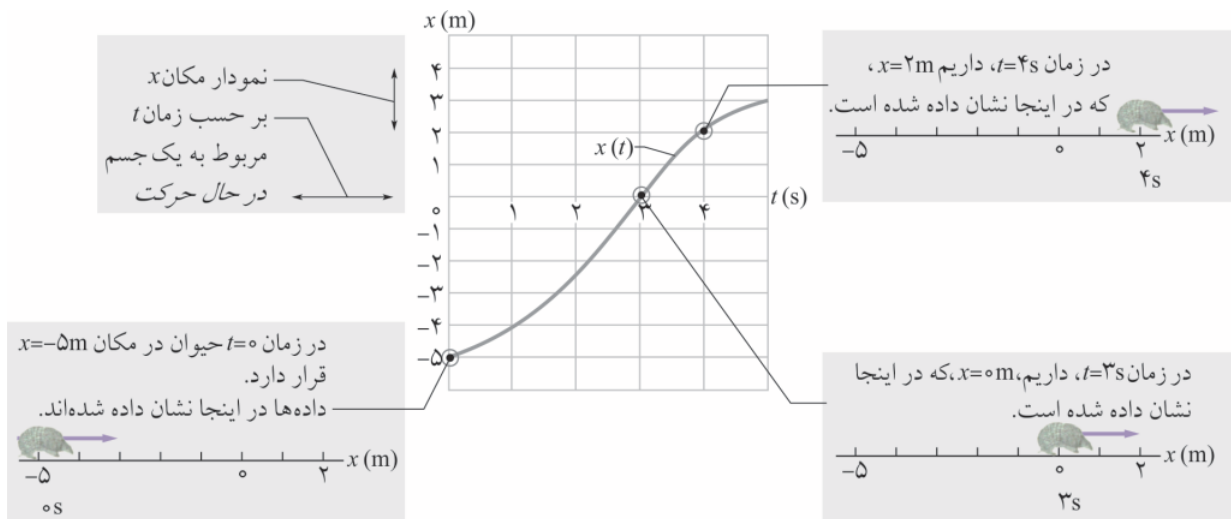 نمودار مکان x
بر حسب زمان t
مربوط به یک جسم
در حال حرکت
x (m)
۴
۳
۲
۱
۰
−۱
−۲
−۳
−۴
−۵
۱ ۲ ۳ ۴
t (s)
x (t)
در زمان t=۴s، داریم x=۲m،
که در اینجا نشان داده شده است.
−۵ ۰ ۲ x (m)
۴s
در زمان t=۰ حیوان در مکان x=−۵m
قرار دارد.
داده‌ها در اینجا نشان داده شده‌اند.
−۵ ۰ ۲ x (m)
۰s
در زمان t=۳s، داریم، x=۰m، که در اینجا
نشان داده شده است.
−۵ ۰ ۲ x (m)
۳s